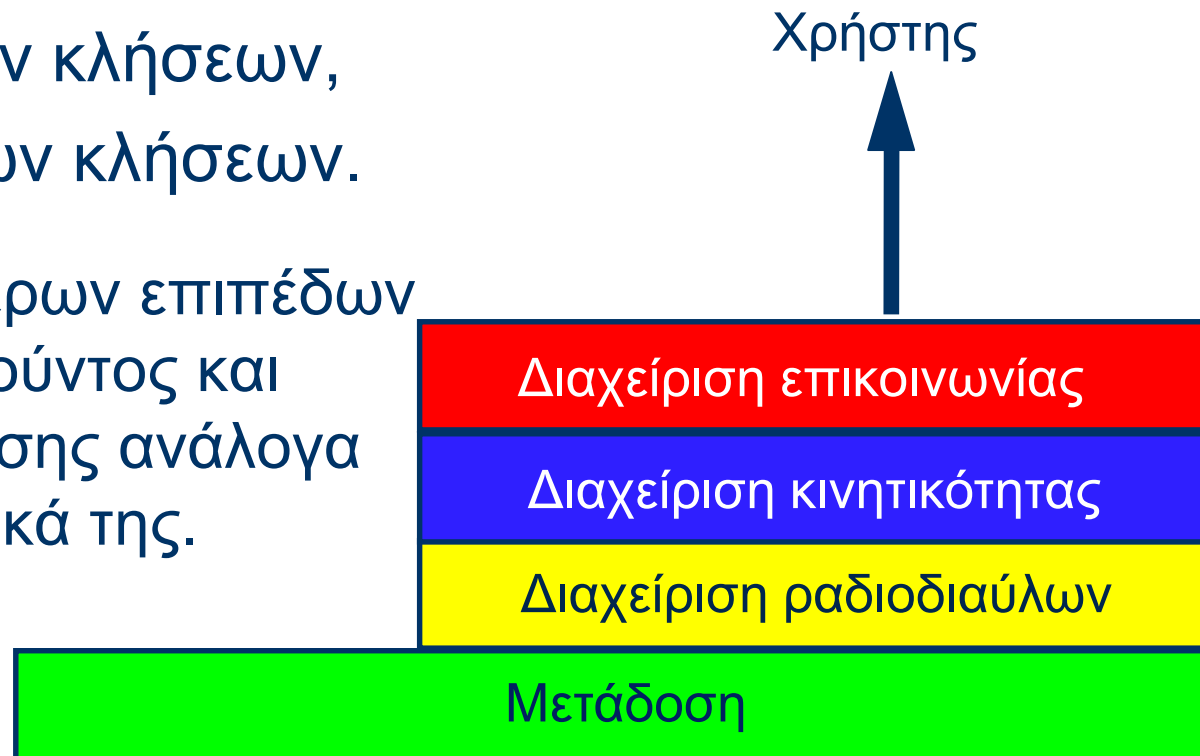 ν κλήσεων,
ων κλήσεων.
ρων επιπέδων
ούντος και
σης ανάλογα
κά της.
Χρήστης
Διαχείριση επικοινωνίας
Διαχείριση κινητικότητας
Διαχείριση ραδιοδιαύλων
Μετάδοση